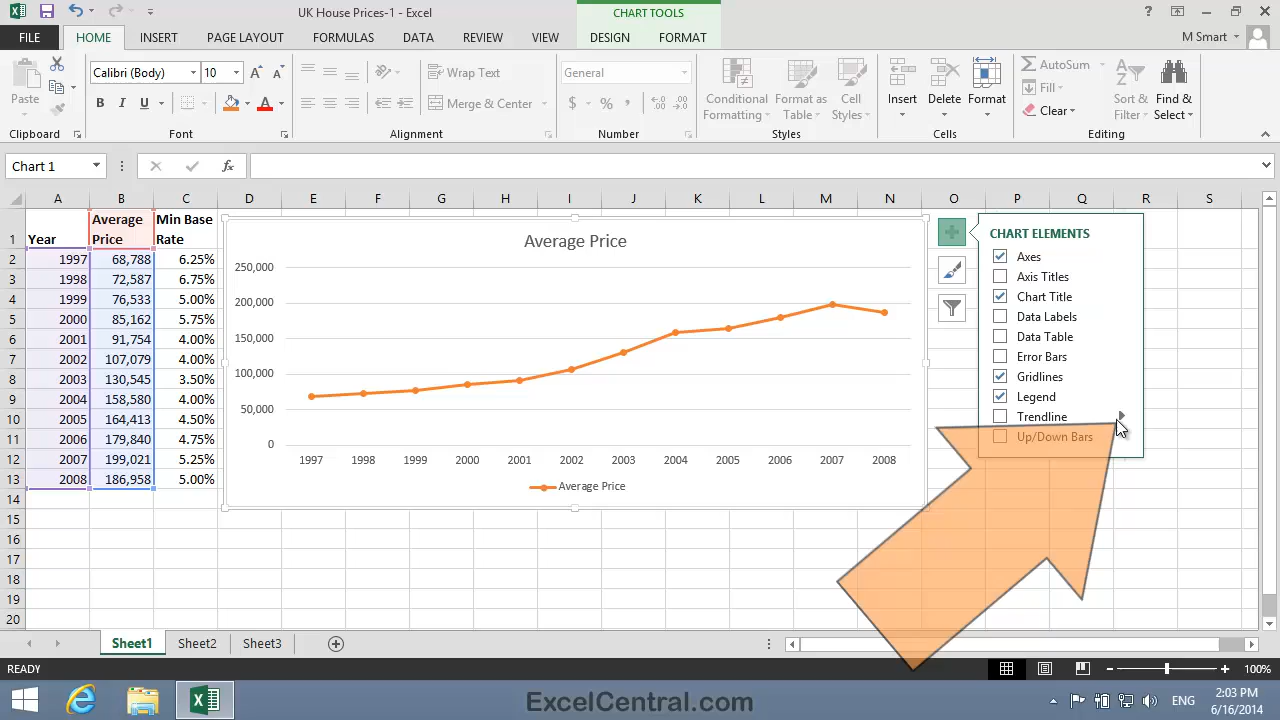 UK House Prices-1 - Excel
CHART TOOLS
?
FILE HOME INSERT PAGE LAYOUT FORMULAS DATA REVIEW VIEW DESIGN FORMAT M Smart
Paste
Calibri (Body) 10 A A
B I U A
Wrap Text
Merge & Center
General
$ % ,
Conditional Formatting
Format as Table
Cell Styles
Insert Delete Format
AutoSum
Fill
Clear
Sort & Filter
Find & Select
Clipboard Font Alignment Number Styles Cells Editing
Chart 1 fx
A B C D E F G H I J K L M N O P Q R S
1 Year Average Price Min Base Rate
2 1997 68,788 6.25%
3 1998 72,587 6.75%
4 1999 76,533 5.00%
5 2000 85,162 5.75%
6 2001 91,754 4.00%
7 2002 107,079 4.00%
8 2003 130,545 3.50%
9 2004 158,580 4.00%
10 2005 164,413 4.50%
11 2006 179,840 4.75%
12 2007 199,021 5.25%
13 2008 186,958 5.00%
14
15
16
17
18
19
20
Average Price
250,000
200,000
150,000
100,000
50,000
0
1997 1998 1999 2000 2001 2002 2003 2004 2005 2006 2007 2008
Average Price
CHART ELEMENTS
Axes
Axis Titles
Chart Title
Data Labels
Data Table
Error Bars
Gridlines
Legend
Trendline
Up/Down Bars
Sheet1 Sheet2 Sheet3
READY 100%
ExcelCentral.com
ENG
2:03 PM
6/16/2014